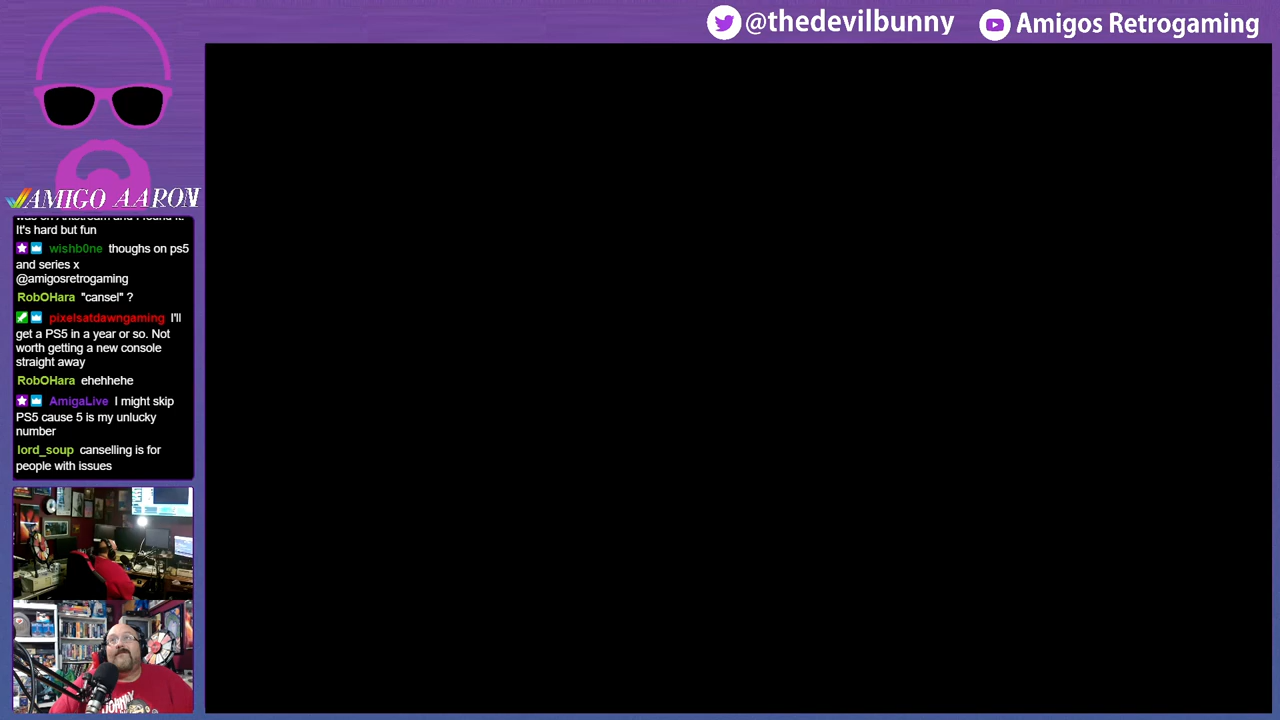 @thedevilbunny
Amigos Retrogaming
AMIGO AARON
It's hard but fun
wishb0ne thoughs on ps5
and series x
@amigosretrogaming
RobOHara "cansel" ?
pixelsatdawngaming I'll
get a PS5 in a year or so. Not
worth getting a new console
straight away
RobOHara ehehhehe
AmigaLive I might skip
PS5 cause 5 is my unlucky
number
lord_soup canselling is for
people with issues
JOHNNY